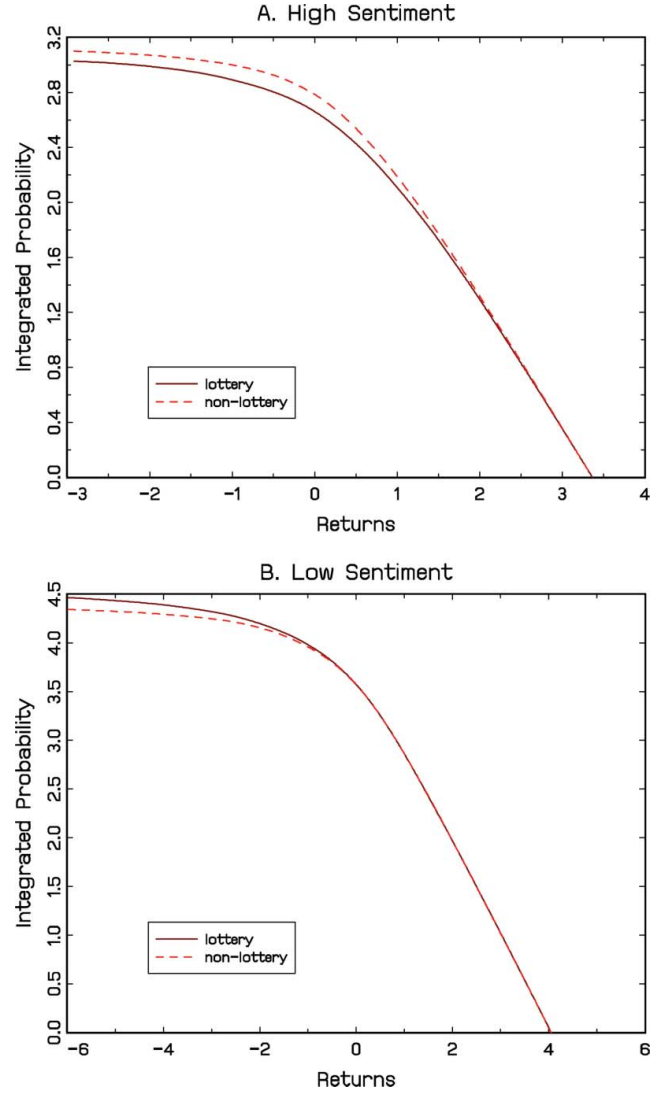 A. High Sentiment
Integrated Probability
3.2
2.8
2.4
2.0
1.6
1.2
0.8
0.4
0.0
lottery
non-lottery
-3 -2 -1 0 1 2 3 4
Returns
B. Low Sentiment
Integrated Probability
4.5
4.0
3.5
3.0
2.5
2.0
1.5
1.0
0.5
0.0
lottery
non-lottery
-6 -4 -2 0 2 4 6
Returns